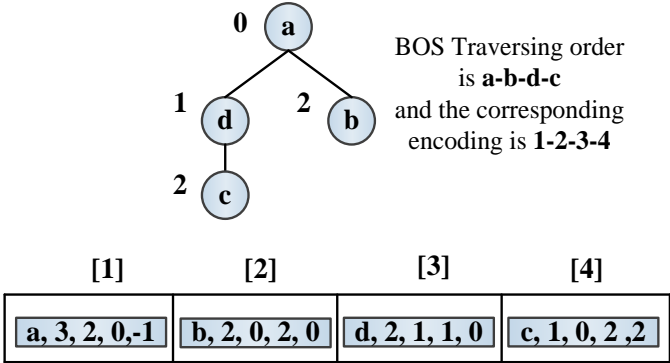 0 a
BOS Traversing order
is a-b-d-c
and the corresponding
encoding is 1-2-3-4
1 d 2 b
2 c
[1] [2] [3] [4]
a, 3, 2, 0,-1 b, 2, 0, 2, 0 d, 2, 1, 1, 0 c, 1, 0, 2 ,2